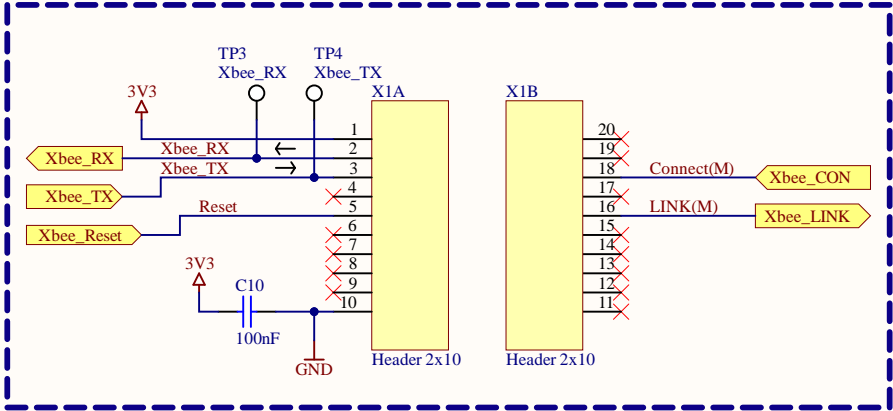 TP3
Xbee_RX
TP4
Xbee_TX
3V3
X1A
X1B
1
2
3
4
5
6
7
8
9
10
20
19
18
17
16
15
14
13
12
11
Xbee_RX
Xbee_RX
Xbee_TX
Xbee_TX
Reset
Xbee_Reset
3V3
C10
100nF
GND
Header 2x10
Connect(M)
Xbee_CON
LINK(M)
Xbee_LINK
Header 2x10